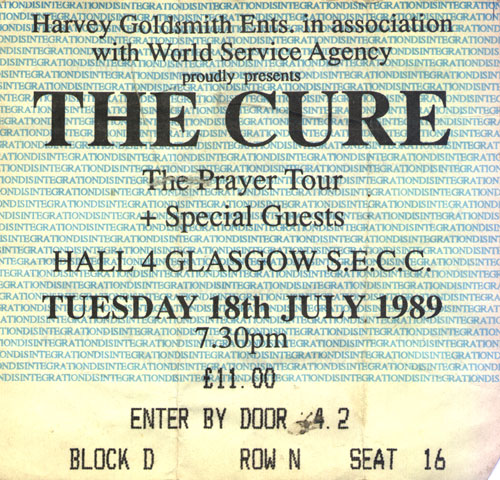 Harvey Goldsmith Ents. in association
with World Service Agency
proudly presents
THE CURE
The Prayer Tour
+ Special Guests
HALL 4 GLASGOW S.E.C.C.
TUESDAY 18th JULY 1989
7.30pm
£11.00
ENTER BY DOOR 4.2
BLOCK D ROW N SEAT 16